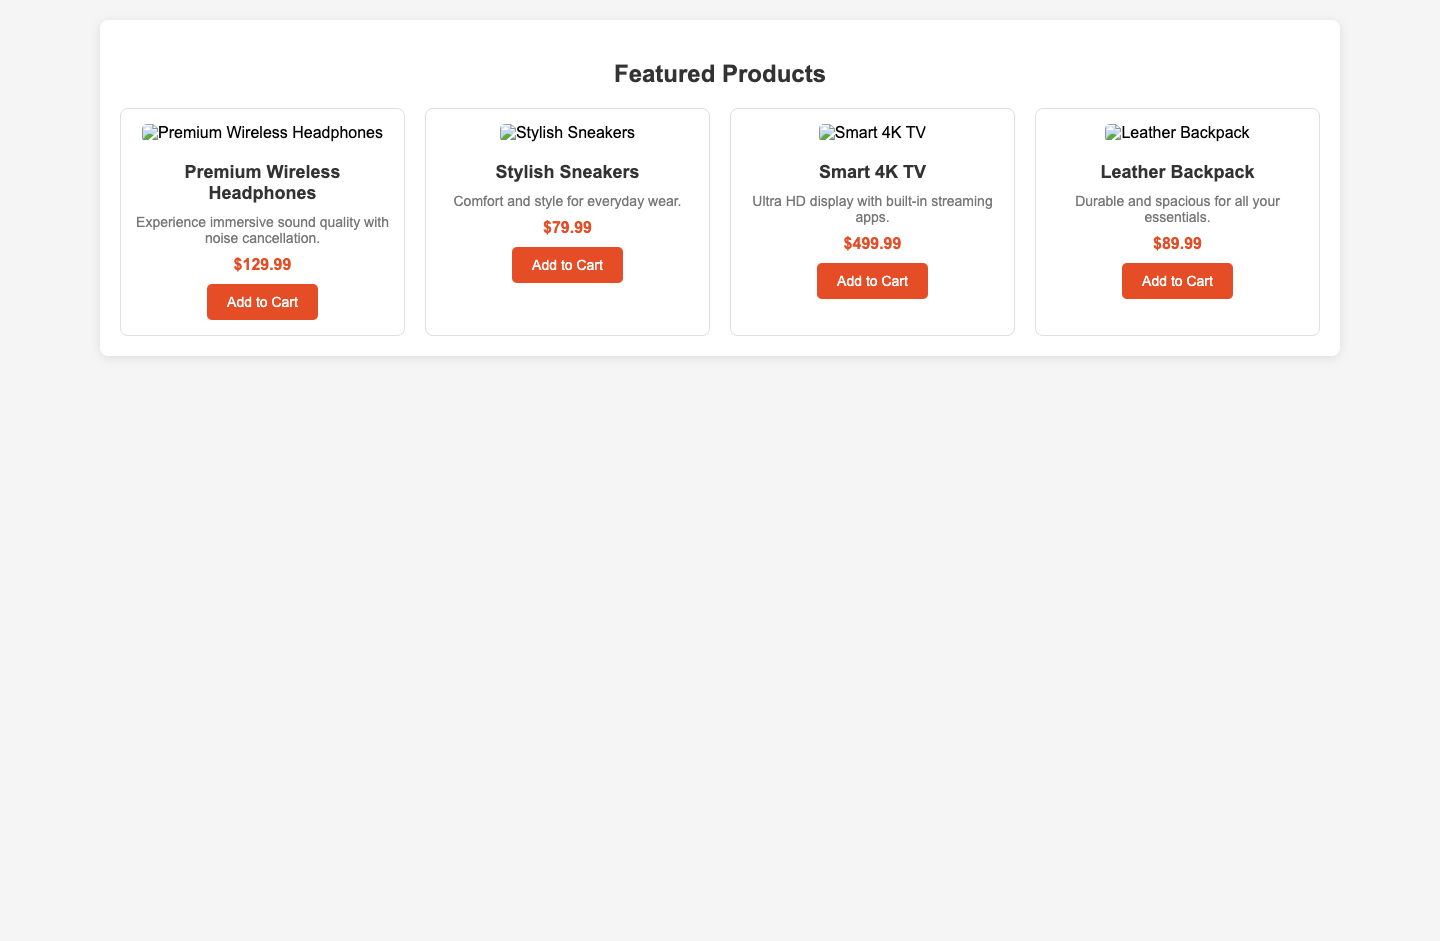 Featured Products
Premium Wireless Headphones
Premium Wireless
Headphones
Experience immersive sound quality with
noise cancellation.
$129.99
Add to Cart
Stylish Sneakers
Stylish Sneakers
Comfort and style for everyday wear.
$79.99
Add to Cart
Smart 4K TV
Smart 4K TV
Ultra HD display with built-in streaming
apps.
$499.99
Add to Cart
Leather Backpack
Leather Backpack
Durable and spacious for all your
essentials.
$89.99
Add to Cart